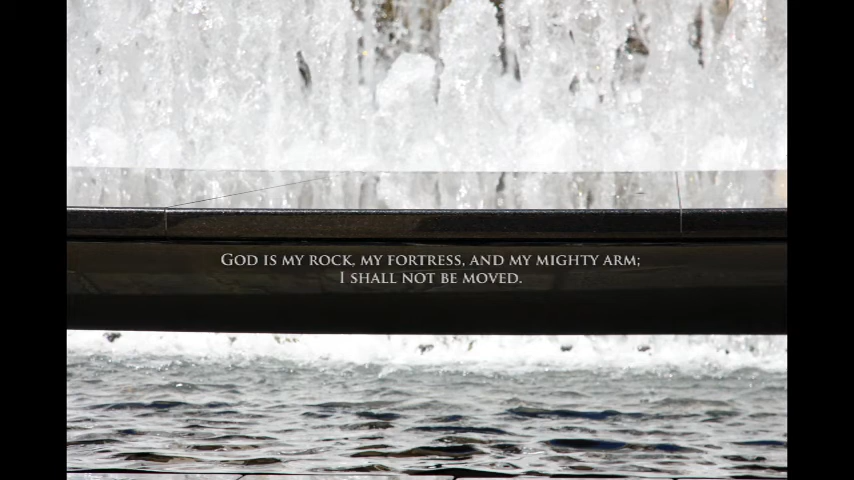 God is my rock, my fortress, and my mighty arm;
I shall not be moved.